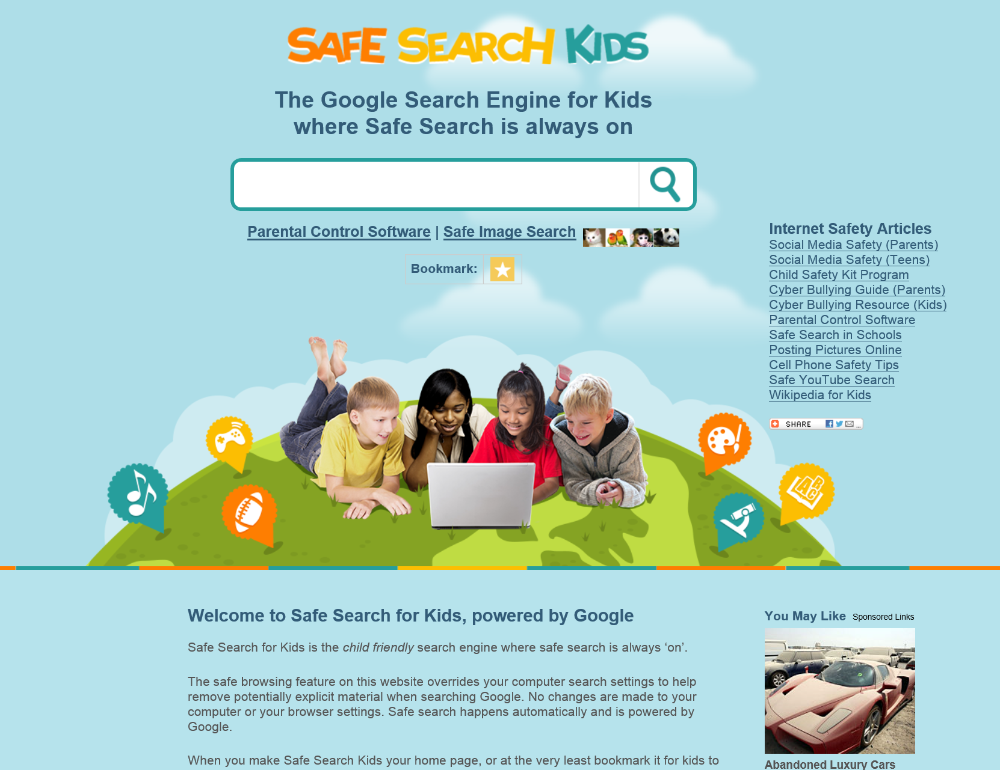 SAFE SEARCH KIDS
The Google Search Engine for Kids
where Safe Search is always on
Parental Control Software | Safe Image Search
Bookmark:
Internet Safety Articles
Social Media Safety (Parents)
Social Media Safety (Teens)
Child Safety Kit Program
Cyber Bullying Guide (Parents)
Cyber Bullying Resource (Kids)
Parental Control Software
Safe Search in Schools
Posting Pictures Online
Cell Phone Safety Tips
Safe YouTube Search
Wikipedia for Kids
SHARE ...
ABC
Welcome to Safe Search for Kids, powered by Google
Safe Search for Kids is the child friendly search engine where safe search is always ‘on’.
The safe browsing feature on this website overrides your computer search settings to help
remove potentially explicit material when searching Google. No changes are made to your
computer or your browser settings. Safe search happens automatically and is powered by
Google.
When you make Safe Search Kids your home page, or at the very least bookmark it for kids to
You May Like Sponsored Links
Abandoned Luxury Cars